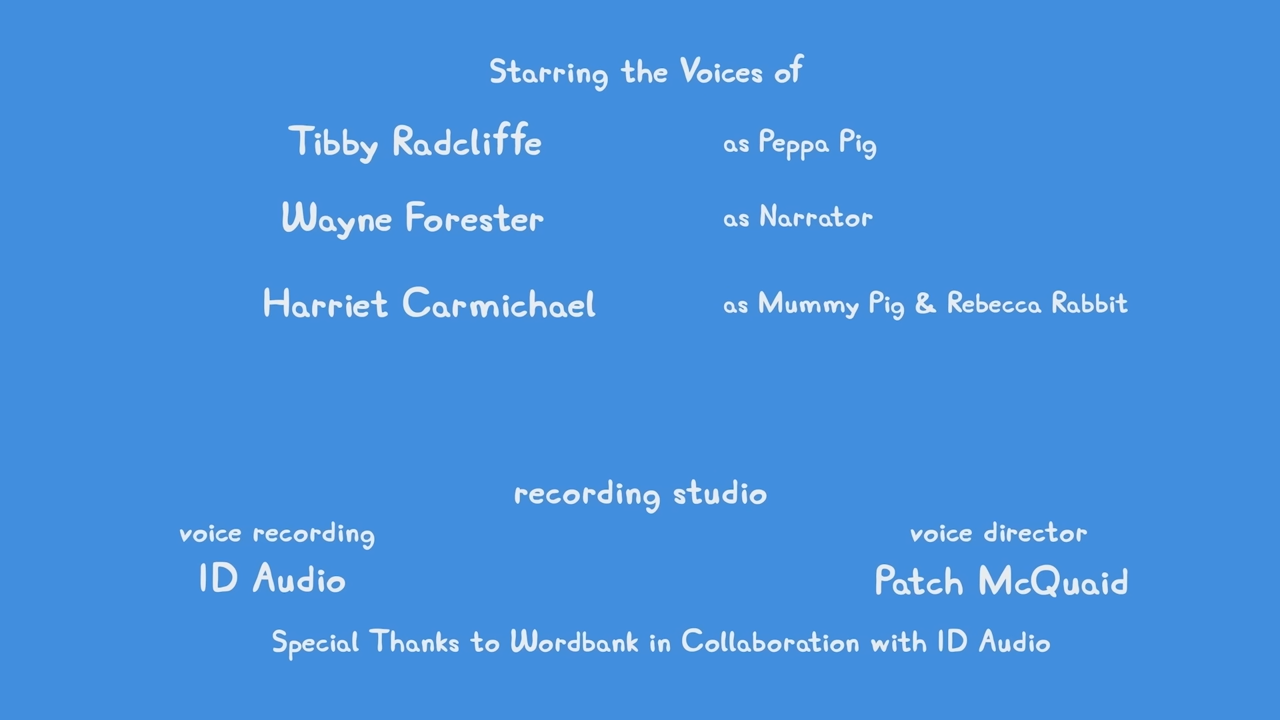 Starring the Voices of
Tibby Radcliffe as Peppa Pig
Wayne Forester as Narrator
Harriet Carmichael as Mummy Pig & Rebecca Rabbit
recording studio
voice recording voice director
ID Audio Patch McQuaid
Special Thanks to Wordbank in Collaboration with ID Audio